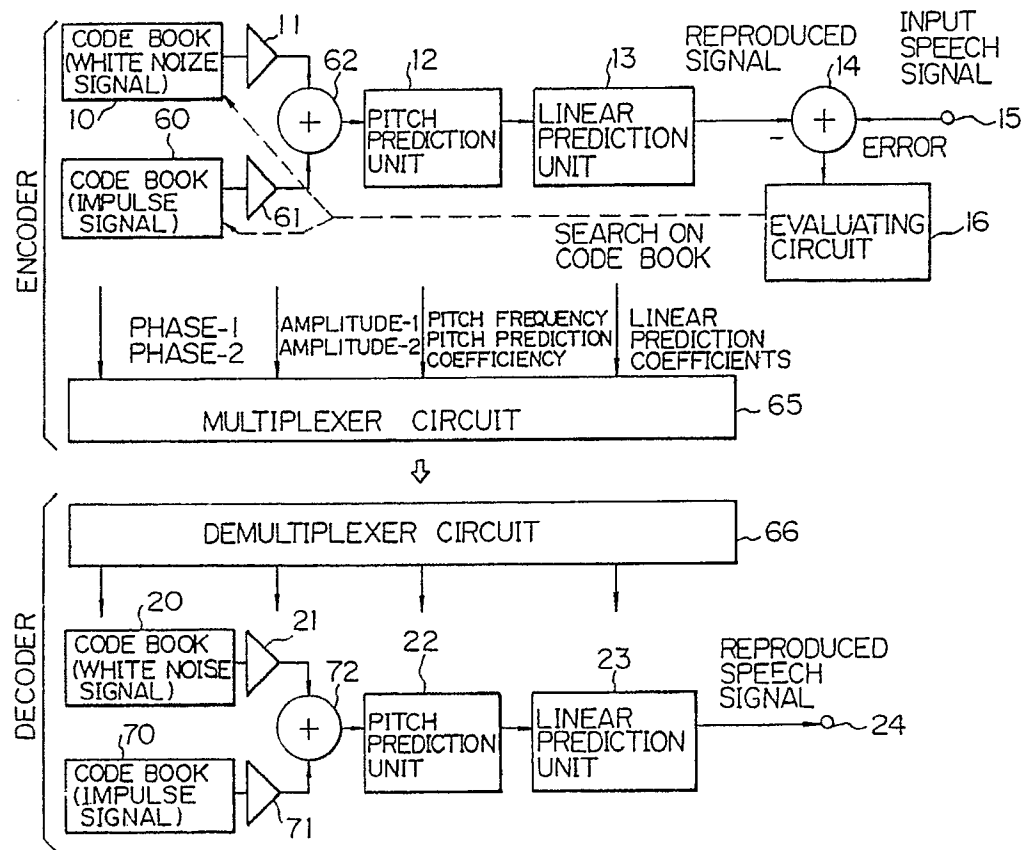 ENCODER
CODE BOOK
(WHITE NOIZE
SIGNAL)
10
11
62
12
PITCH
PREDICTION
UNIT
13
LINEAR
PREDICTION
UNIT
REPRODUCED
SIGNAL
14
+
-
INPUT
SPEECH
SIGNAL
15
ERROR
60
CODE BOOK
(IMPULSE
SIGNAL)
61
+
SEARCH ON
CODE BOOK
EVALUATING
CIRCUIT
16
PHASE-1
PHASE-2
AMPLITUDE-1
AMPLITUDE-2
PITCH FREQUENCY
PITCH PREDICTION
COEFFICIENCY
LINEAR
PREDICTION
COEFFICIENTS
MULTIPLEXER CIRCUIT
65
DECODER
DEMULTIPLEXER CIRCUIT
66
20
CODE BOOK
(WHITE NOISE
SIGNAL)
21
72
+
22
PITCH
PREDICTION
UNIT
23
LINEAR
PREDICTION
UNIT
REPRODUCED
SPEECH
SIGNAL
24
70
CODE BOOK
(IMPULSE
SIGNAL)
71